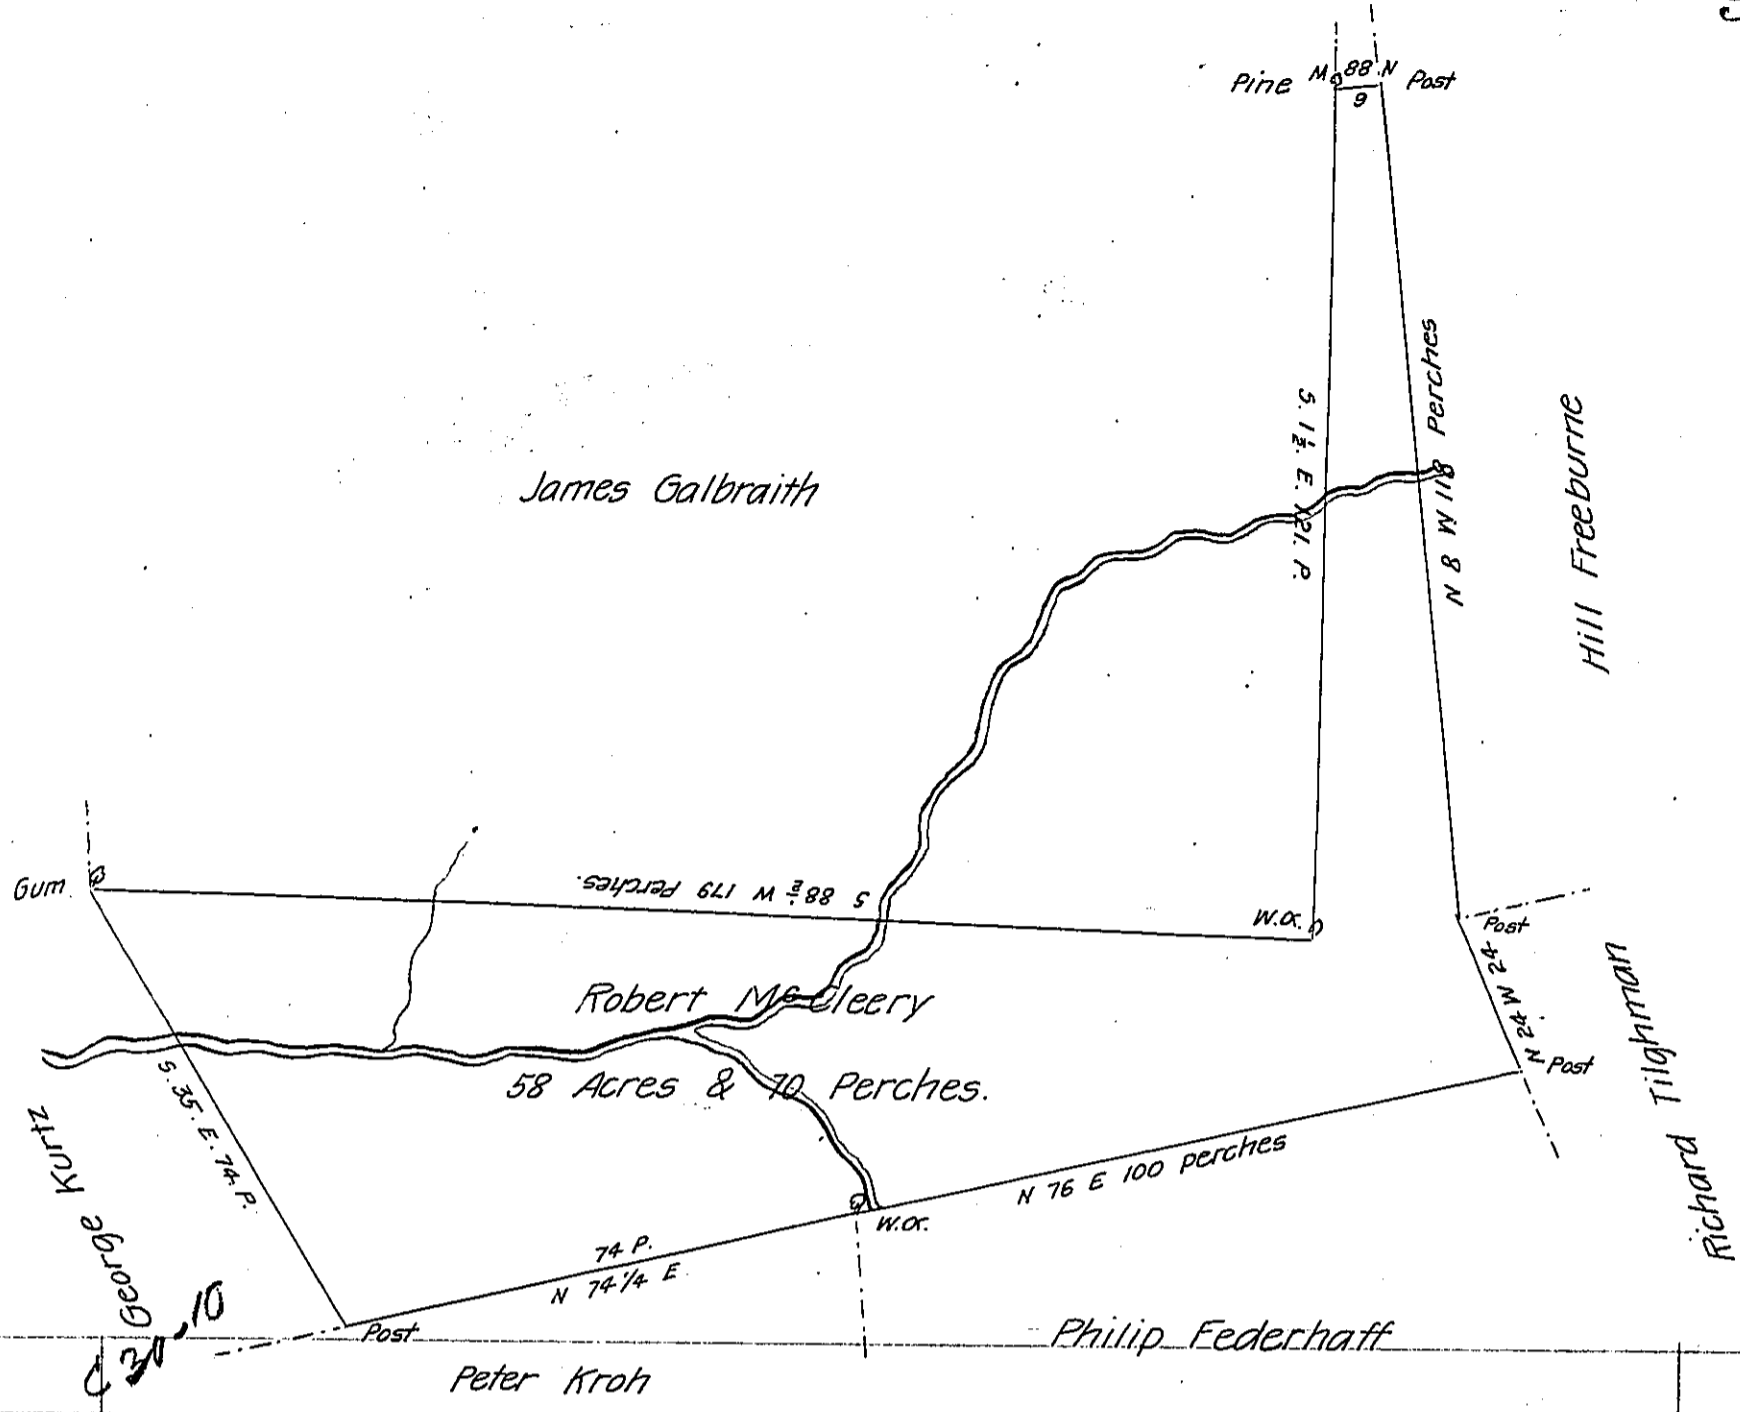 Pine
M 88 N
9
Post
S. 1½. E. 121. P.
N 8 W 118 Perches
Hill Freeburne
James Galbraith
Gum
S 88½ W 179 Perches.
W.O.
Post
N 24 W 24
Post
Robert McCleery
58 Acres & 70 Perches.
S. 35. E. 74. P.
George Kurtz
Richard Tilghman
N 76 E 100 perches
W.O.
74 P.
N 74 1/4 E
Post
Philip Federhaff
Peter Kroh